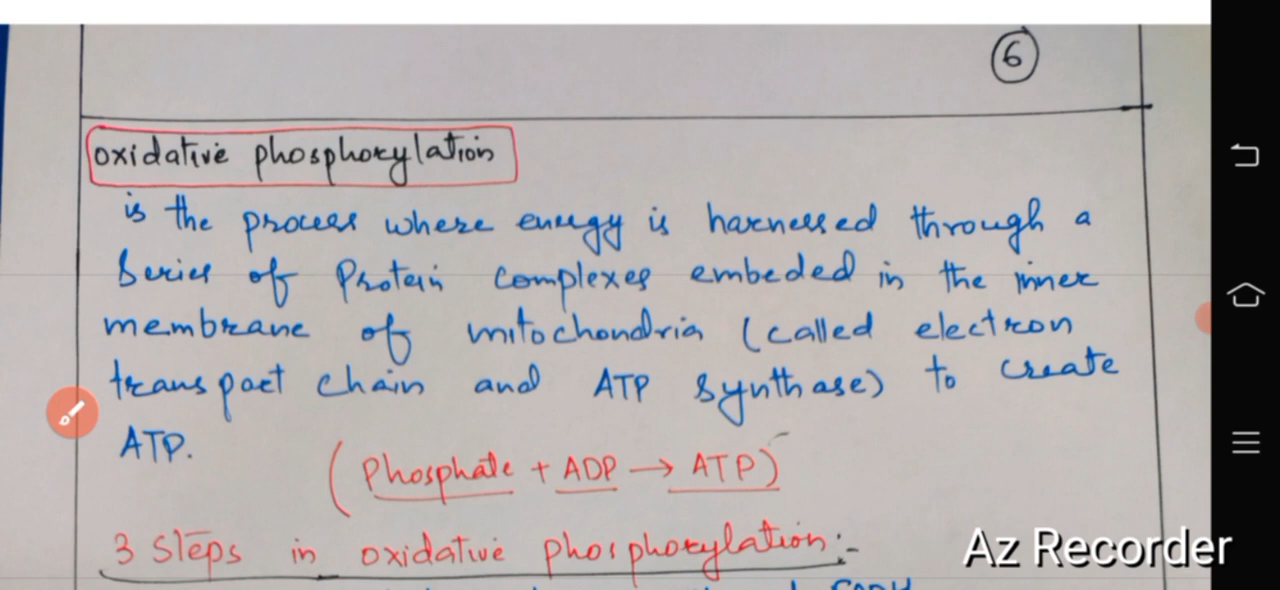 6
oxidative phosphorylation
is the process where energy is harnessed through a
Series of Protein complexes embeded in the inner
membrane of mitochondria (called electron
transport chain and ATP synthase) to create
ATP.
(Phosphate + ADP → ATP)
3 Steps in oxidative phosphorylation:-
Az Recorder